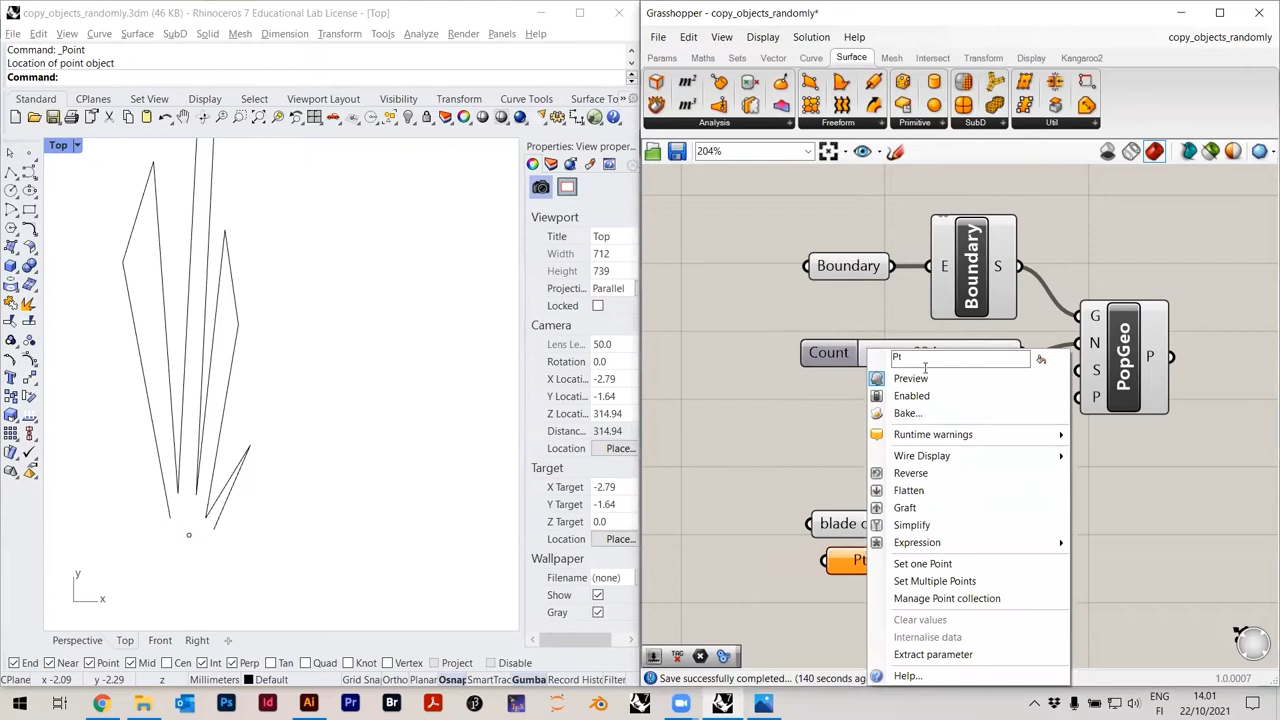 copy_objects_randomly.3dm (46 KB) - Rhinoceros 7 Educational Lab License - [Top]
File Edit View Curve Surface SubD Solid Mesh Dimension Transform Tools Analyze Render Panels Help
Command: _Point
Location of point object
Command:
Standard CPlanes Set View Display Select Viewport Layout Visibility Transform Curve Tools Surface To »
Top
y
x
Perspective Top Front Right
Properties: View proper...
Viewport
Title Top
Width 712
Height 739
Projecti... Parallel
Locked
Camera
Lens Le... 50.0
Rotation 0.0
X Locati... -2.79
Y Locati... -1.64
Z Locati... 314.94
Distanc... 314.94
Location Place...
Target
X Target -2.79
Y Target -1.64
Z Target 0.0
Location Place...
Wallpaper
Filename (none)
Show
Gray
End Near Point Mid Cen Int Perp Tan Quad Knot Vertex Project Disable
CPlane x -2.09 y -2.29 z Millimeters Default Grid Snap Ortho Planar Osnap SmartTrac Gumba Record Histo Filter
Grasshopper - copy_objects_randomly*
File Edit View Display Solution Help
copy_objects_randomly
Params Maths Sets Vector Curve Surface Mesh Intersect Transform Display Kangaroo2
m²
m³
Analysis Freeform Primitive SubD Util
204%
Boundary
E Boundary S
Count
G
N
S
P
PopGeo
P
blade c
Pt
Pt
Preview
Enabled
Bake...
Runtime warnings
Wire Display
Reverse
Flatten
Graft
Simplify
Expression
Set one Point
Set Multiple Points
Manage Point collection
Clear values
Internalise data
Extract parameter
Help...
Save successfully completed... (140 seconds ago)
1.0.0007
ENG
FI
14.01
22/10/2021